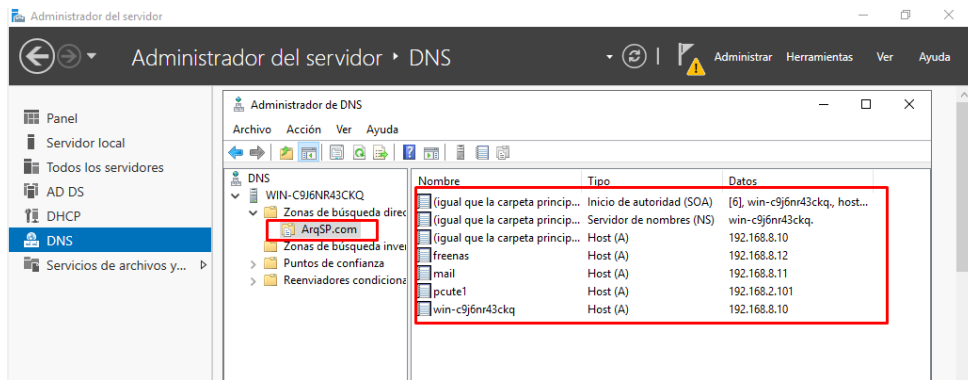 Administrador del servidor
Administrador del servidor ‣ DNS
Administrar Herramientas Ver Ayuda
Panel
Servidor local
Todos los servidores
AD DS
DHCP
DNS
Servicios de archivos y...
Administrador de DNS
Archivo Acción Ver Ayuda
DNS
WIN-C9J6NR43CKQ
Zonas de búsqueda direc
ArqSP.com
Zonas de búsqueda inver
Puntos de confianza
Reenviadores condiciona
Nombre Tipo Datos
(igual que la carpeta princip... Inicio de autoridad (SOA) [6], win-c9j6nr43ckq., host...
(igual que la carpeta princip... Servidor de nombres (NS) win-c9j6nr43ckq.
(igual que la carpeta princip... Host (A) 192.168.8.10
freenas Host (A) 192.168.8.12
mail Host (A) 192.168.8.11
pcute1 Host (A) 192.168.2.101
win-c9j6nr43ckq Host (A) 192.168.8.10